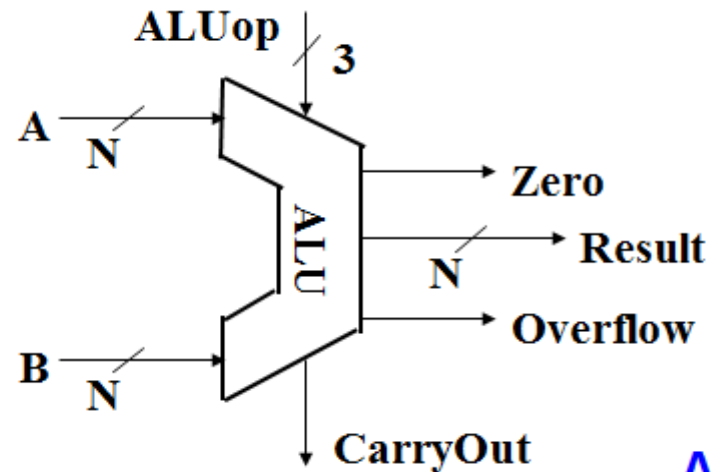 ALUop
3
A
N
Zero
ALU
Result
N
Overflow
B
N
CarryOut